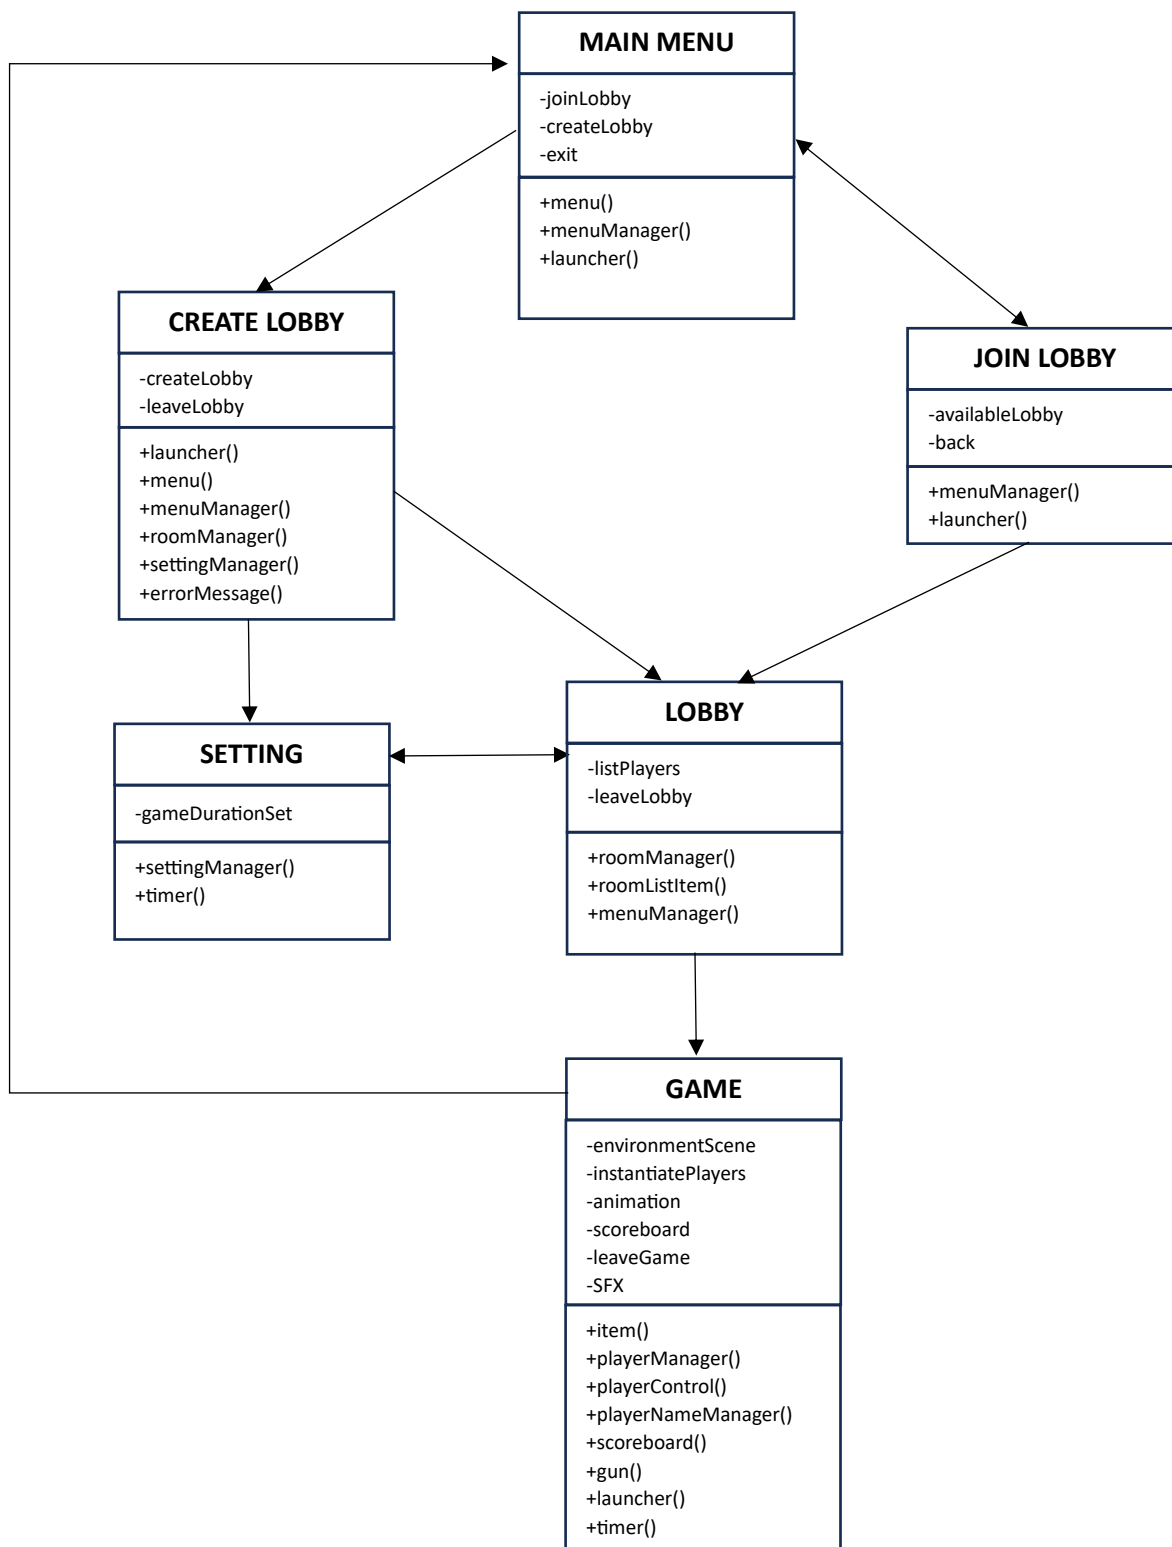 MAIN MENU
-joinLobby
-createLobby
-exit
+menu()
+menuManager()
+launcher()
CREATE LOBBY
-createLobby
-leaveLobby
+launcher()
+menu()
+menuManager()
+roomManager()
+settingManager()
+errorMessage()
JOIN LOBBY
-availableLobby
-back
+menuManager()
+launcher()
SETTING
-gameDurationSet
+settingManager()
+timer()
LOBBY
-listPlayers
-leaveLobby
+roomManager()
+roomListItem()
+menuManager()
GAME
-environmentScene
-instantiatePlayers
-animation
-scoreboard
-leaveGame
-SFX
+item()
+playerManager()
+playerControl()
+playerNameManager()
+scoreboard()
+gun()
+launcher()
+timer()